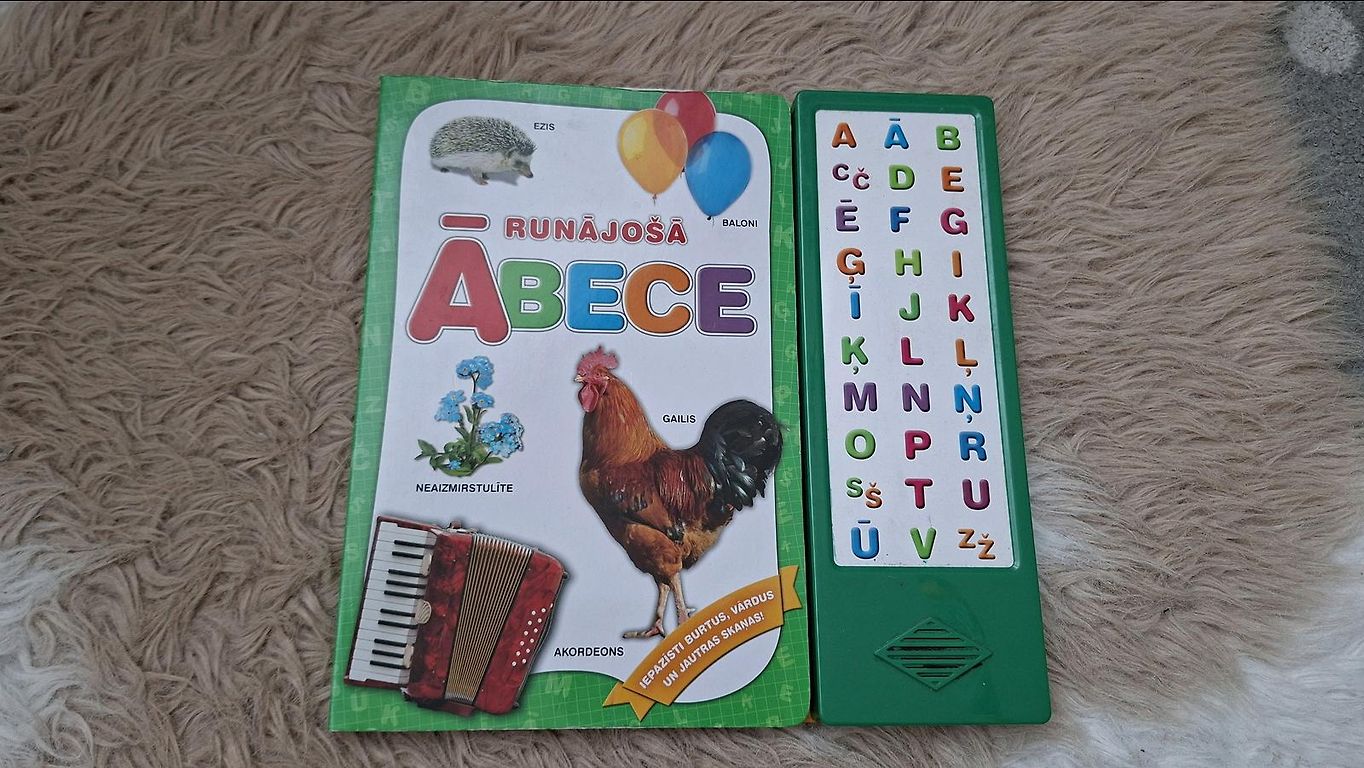 EZIS
BALONI
RUNĀJOŠĀ
ĀBECE
NEAIZMIRSTULĪTE
GAILIS
AKORDEONS
IEPAZĪSTI BURTUS, VĀRDUS
UN JAUTRAS SKAŅAS!
A Ā B
C Č D E
Ē F G
Ģ H I
Ī J K
Ķ L Ļ
M N Ņ
O P R
S Š T U
Ū V Z Ž